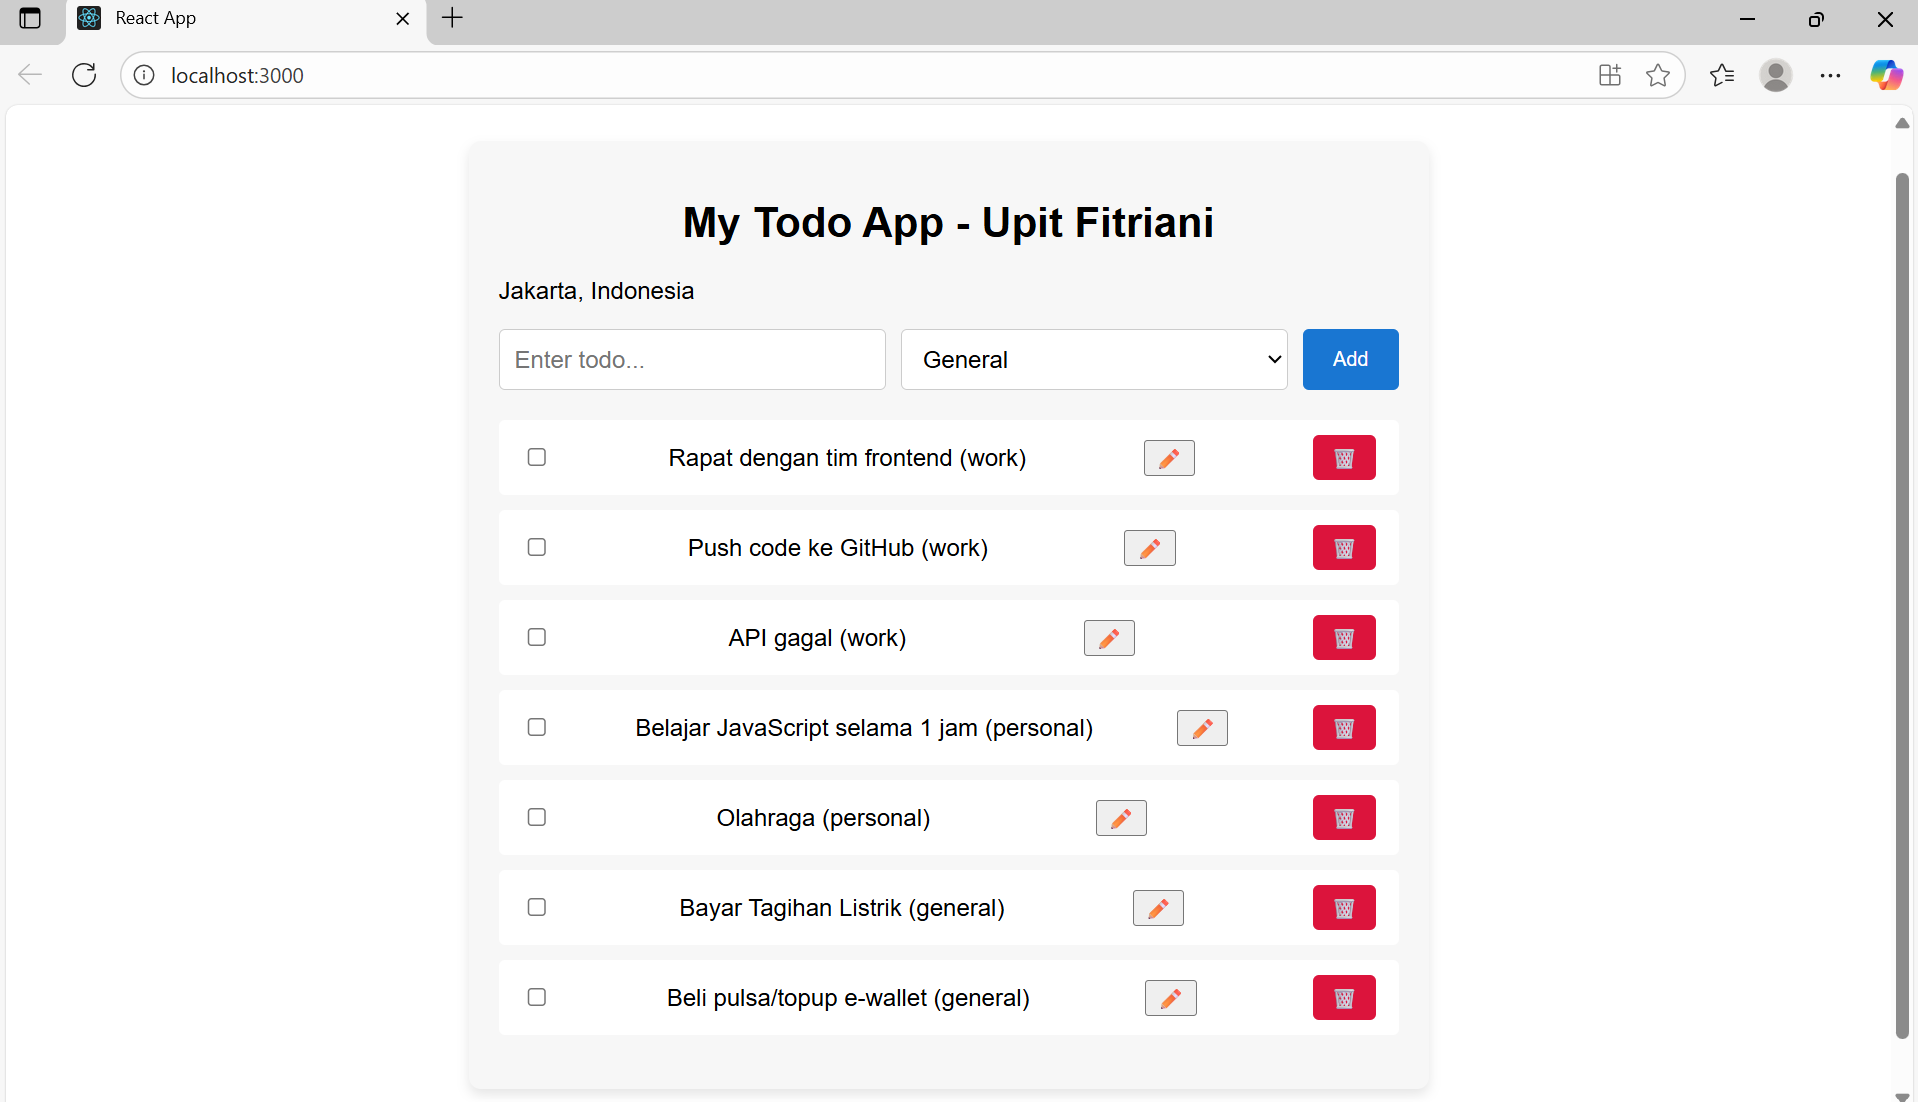 React App
localhost:3000
My Todo App - Upit Fitriani
Jakarta, Indonesia
Enter todo...
General
Add
Rapat dengan tim frontend (work)
Push code ke GitHub (work)
API gagal (work)
Belajar JavaScript selama 1 jam (personal)
Olahraga (personal)
Bayar Tagihan Listrik (general)
Beli pulsa/topup e-wallet (general)